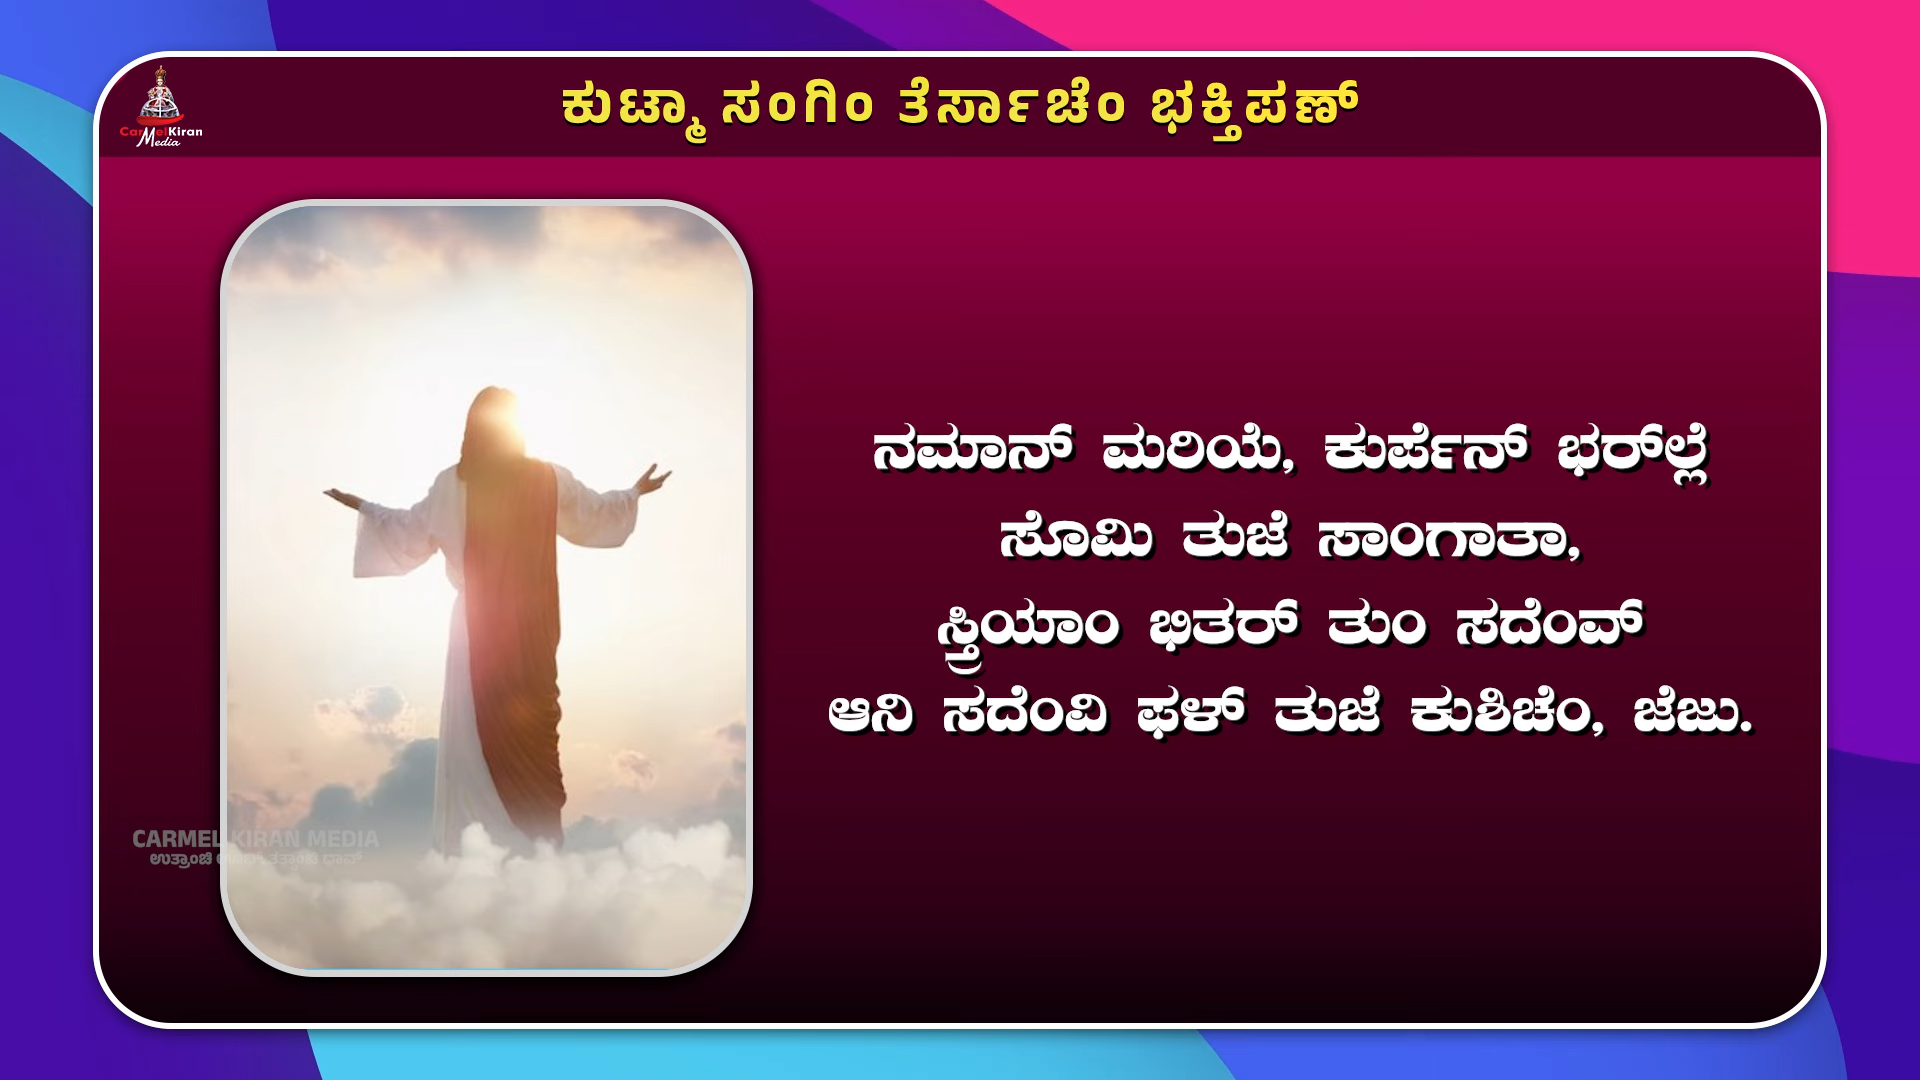 ಕುಟ್ಮಾ ಸಂಗಿಂ ತೆರ್ಸಾಚೆಂ ಭಕ್ತಿಪಣ್
CarmelKiran
Media
ನಮಾನ್ ಮರಿಯೆ, ಕುರ್ಪೆನ್ ಭರ್‌ಲ್ಲೆ
ಸೊಮಿ ತುಜೆ ಸಾಂಗಾತಾ,
ಸ್ತ್ರಿಯಾಂ ಭಿತರ್ ತುಂ ಸದೆಂವ್
ಆನಿ ಸದೆಂವಿ ಫಳ್ ತುಜೆ ಕುಶಿಚೆಂ, ಜೆಜು.
CARMEL KIRAN MEDIA